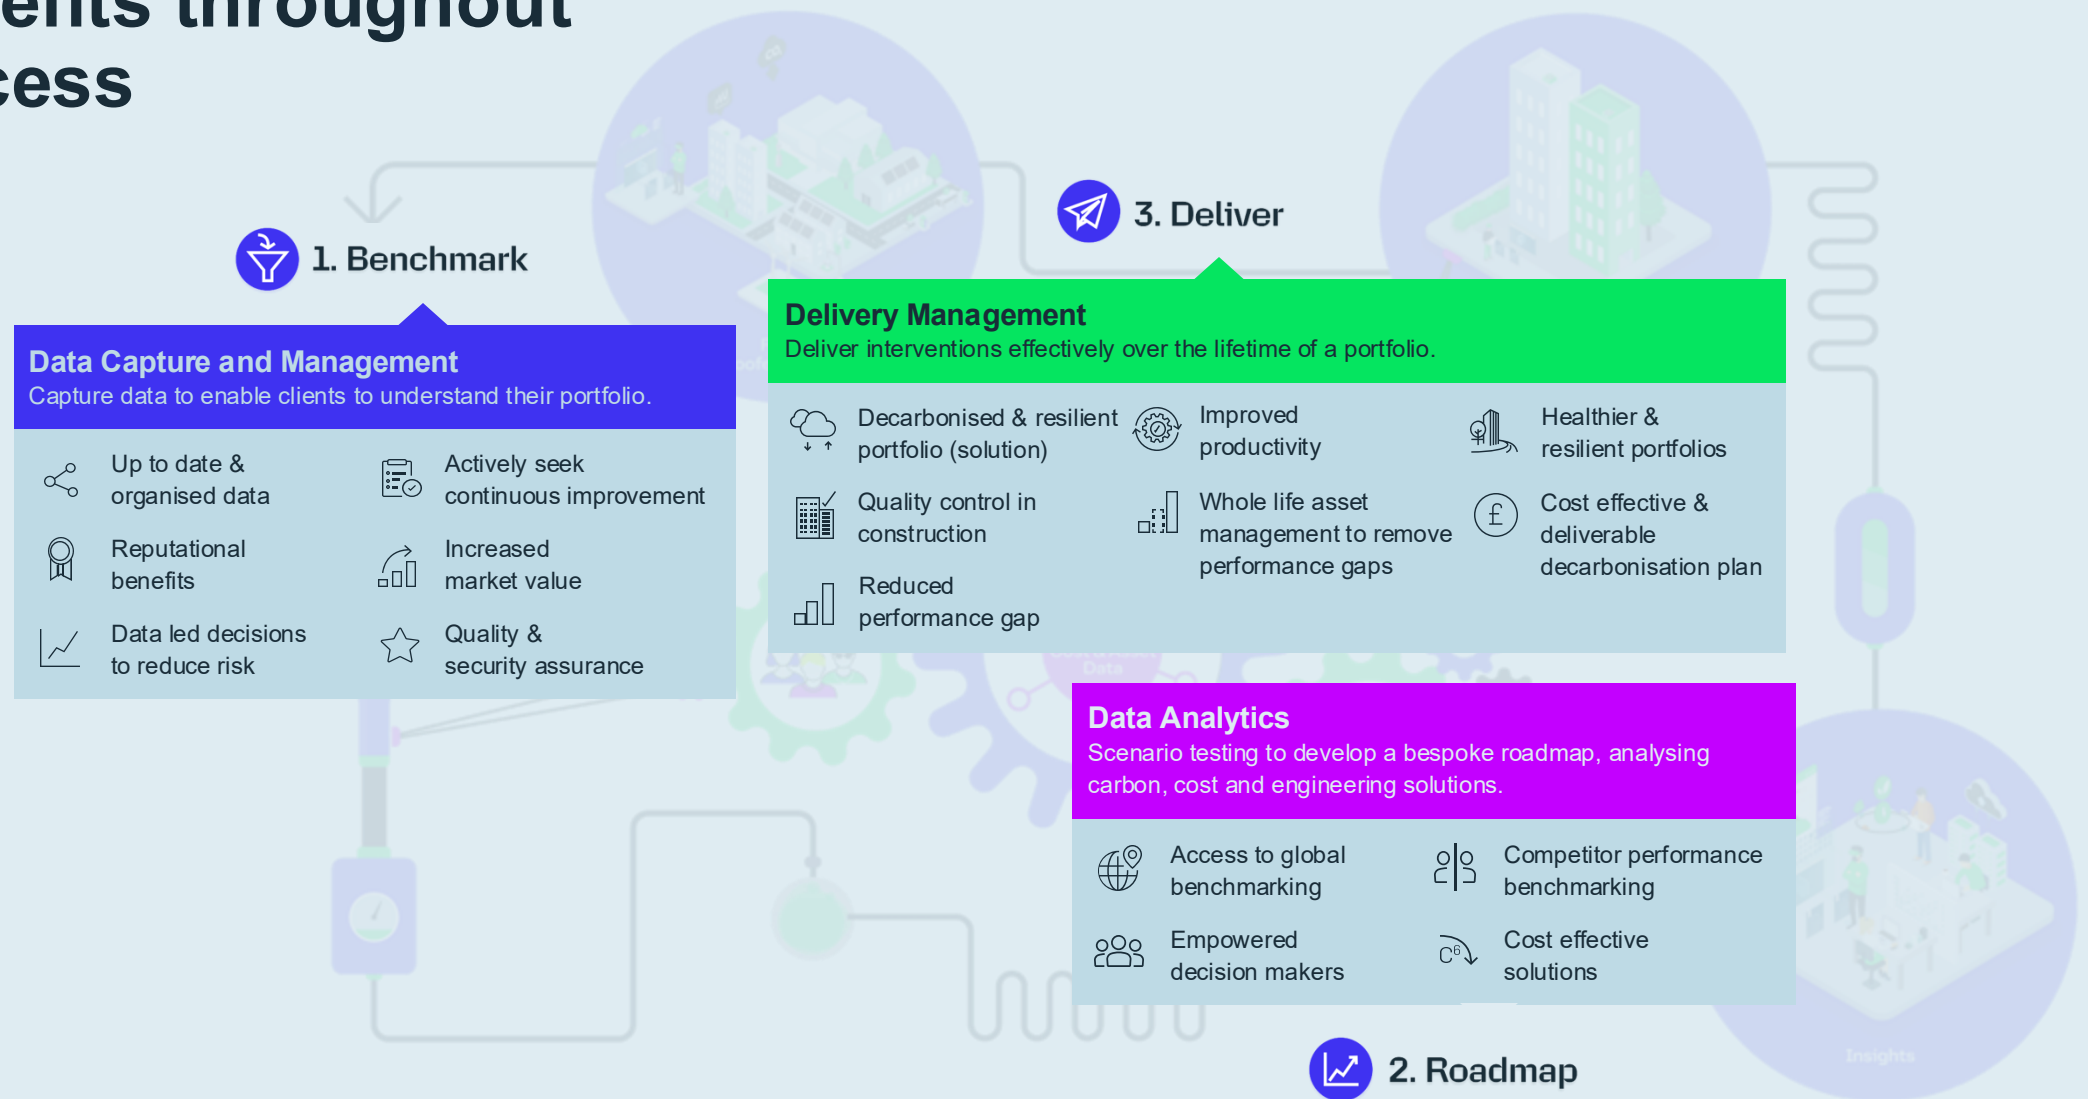 efits throughout
cess
1. Benchmark
Data Capture and Management
Capture data to enable clients to understand their portfolio.
Up to date &
organised data
Actively seek
continuous improvement
Reputational
benefits
Increased
market value
Data led decisions
to reduce risk
Quality &
security assurance
3. Deliver
Delivery Management
Deliver interventions effectively over the lifetime of a portfolio.
Decarbonised & resilient
portfolio (solution)
Improved
productivity
Healthier &
resilient portfolios
Quality control in
construction
Whole life asset
management to remove
performance gaps
£
Cost effective &
deliverable
decarbonisation plan
Reduced
performance gap
Data
Data Analytics
Scenario testing to develop a bespoke roadmap, analysing
carbon, cost and engineering solutions.
Access to global
benchmarking
Competitor performance
benchmarking
Empowered
decision makers
C⁶
Cost effective
solutions
Insights
2. Roadmap